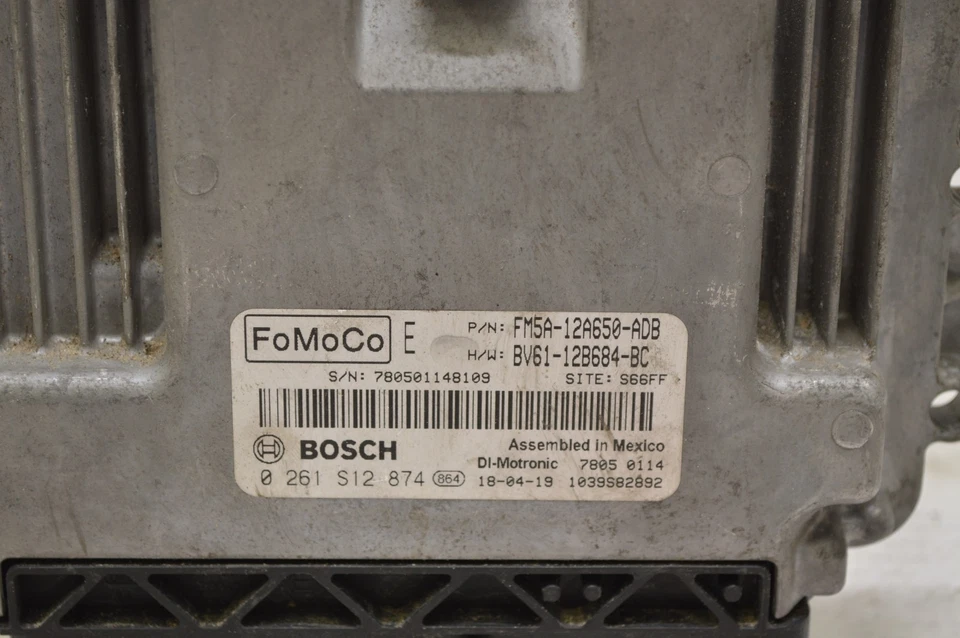 FoMoCo E P/N: FM5A-12A650-ADB
H/W: BV61-12B684-BC
S/N: 780501148109 SITE: S66FF
BOSCH Assembled in Mexico
DI-Motronic 7805 0114
0 261 S12 874 864 18-04-19 1039S82892